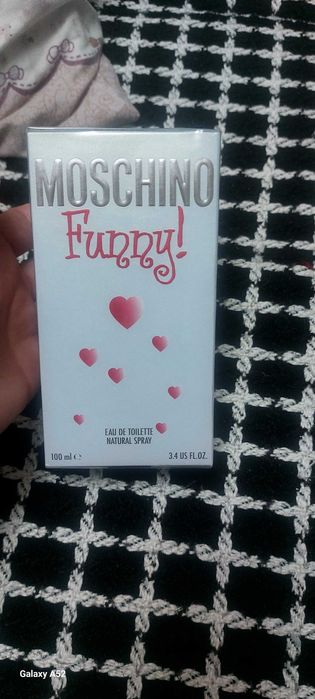 MOSCHINO
Funny!
EAU DE TOILETTE
NATURAL SPRAY
100 ml ℮ 3.4 US FL.OZ.
Galaxy A52